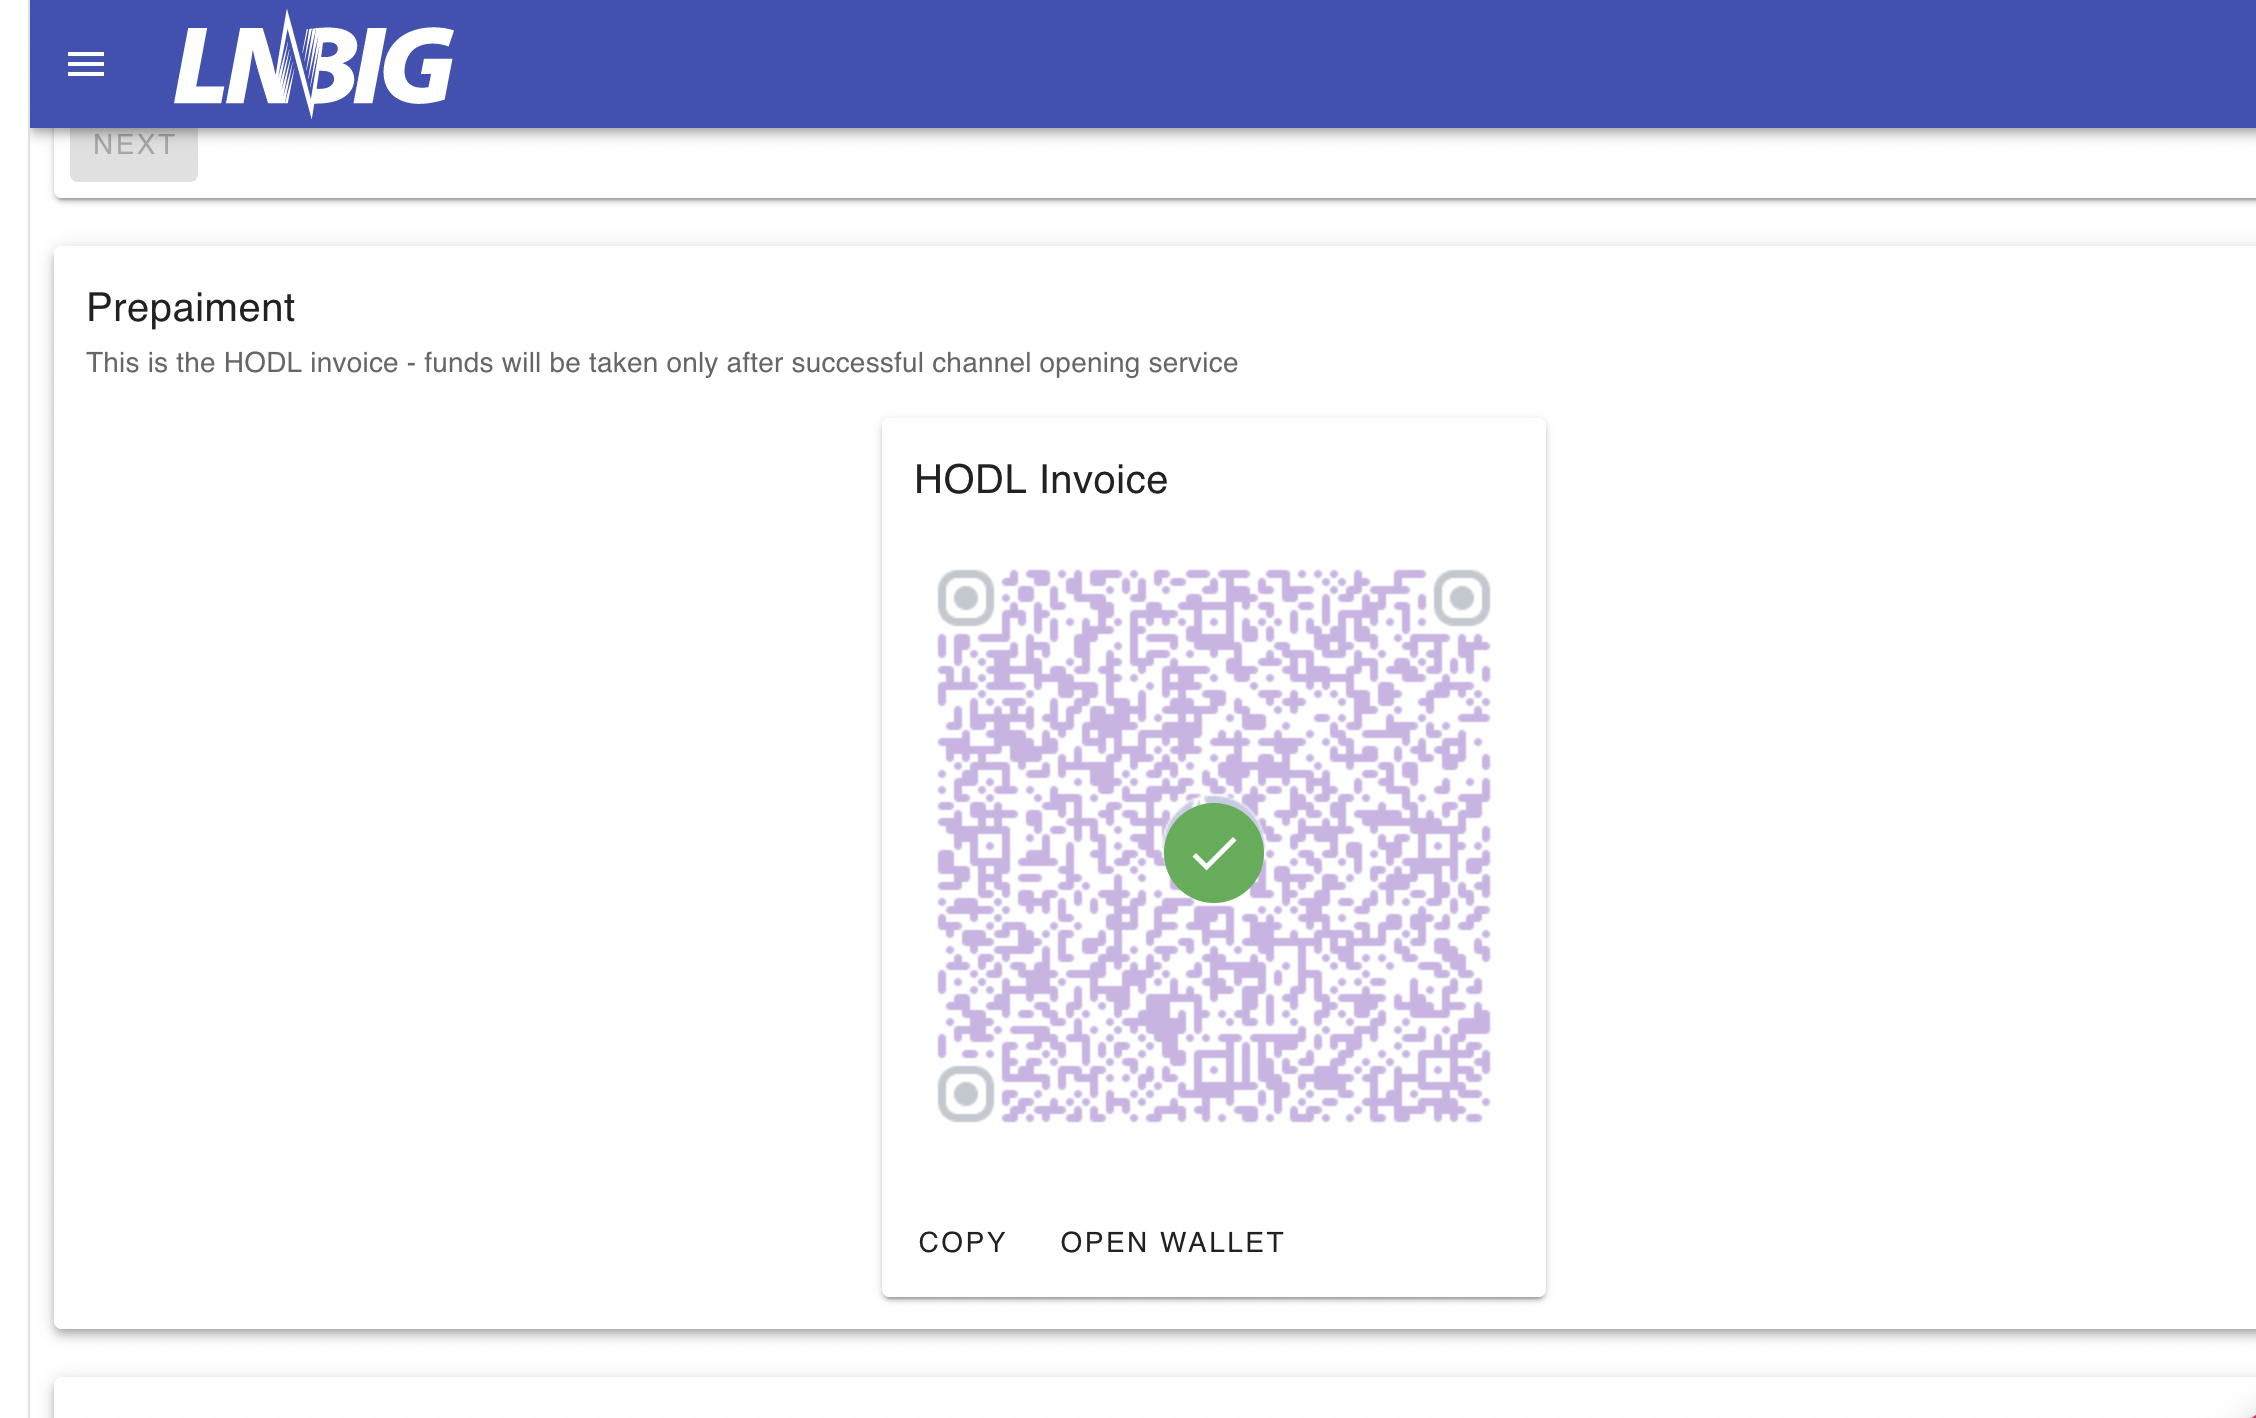 LNBIG
NEXT
Prepaiment
This is the HODL invoice - funds will be taken only after successful channel opening service
HODL Invoice
COPY OPEN WALLET